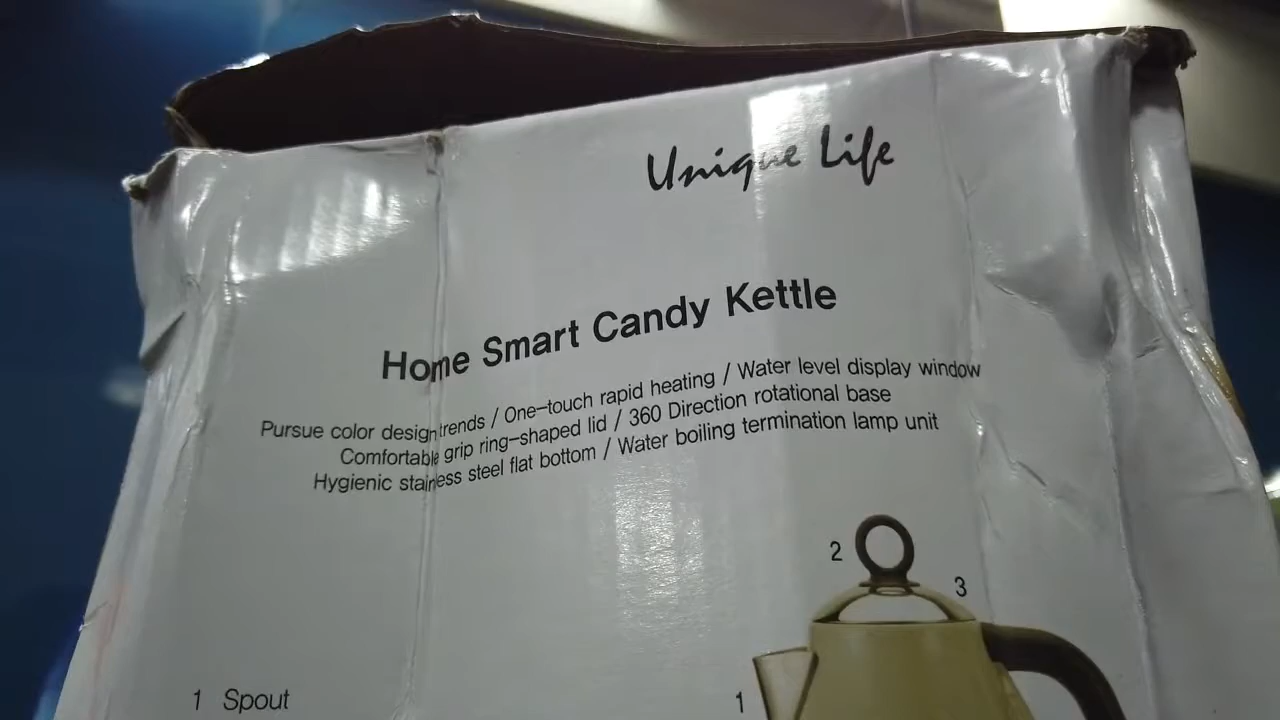 Unique Life
Home Smart Candy Kettle
Pursue color design trends / One-touch rapid heating / Water level display window
Comfortable grip ring-shaped lid / 360 Direction rotational base
Hygienic stainless steel flat bottom / Water boiling termination lamp unit
2
3
1 Spout
1